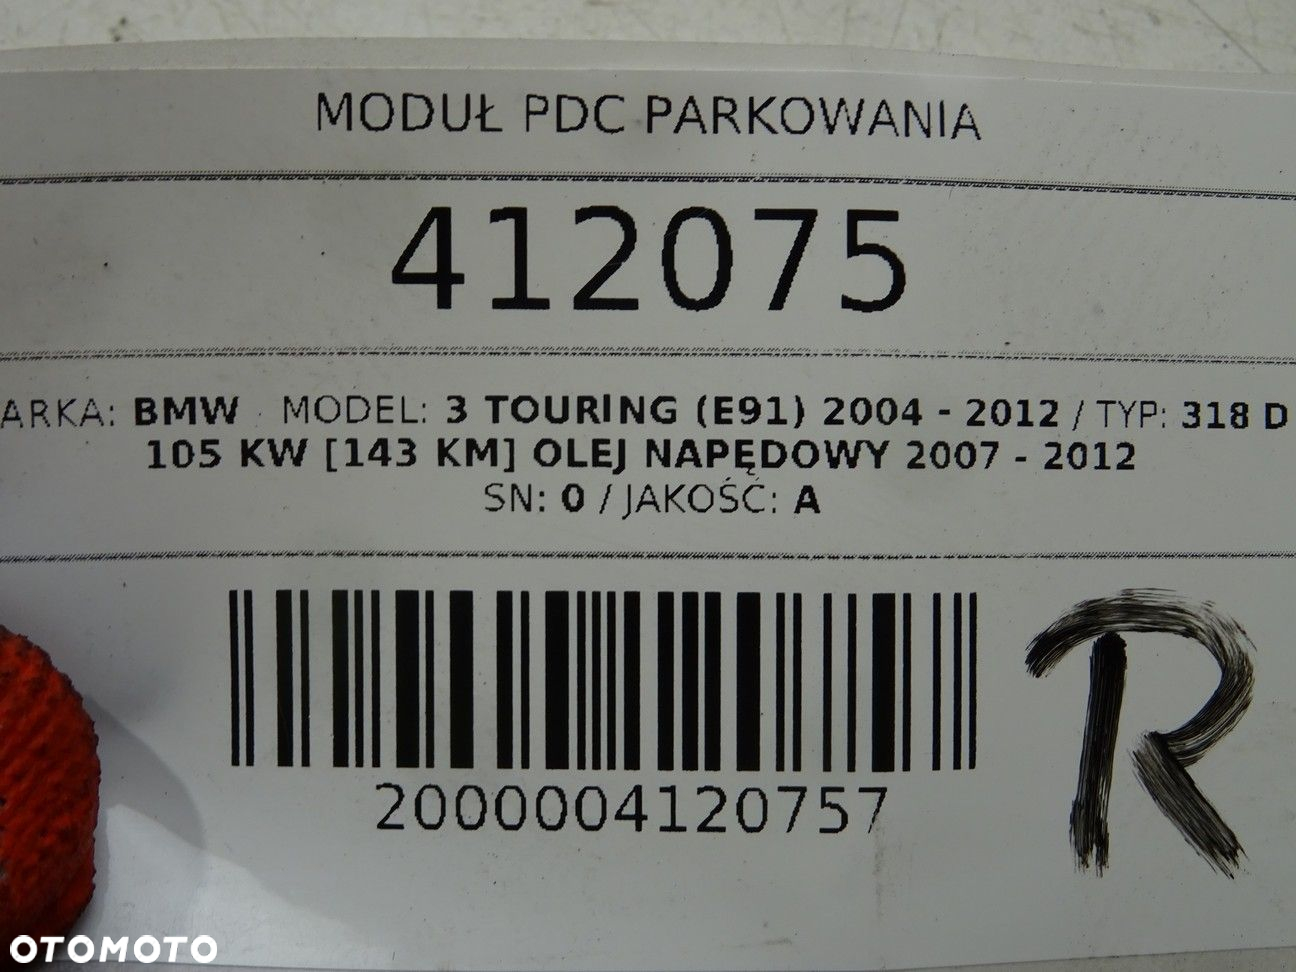 MODUŁ PDC PARKOWANIA
412075
ARKA: BMW MODEL: 3 TOURING (E91) 2004 - 2012 / TYP: 318 D
105 KW [143 KM] OLEJ NAPĘDOWY 2007 - 2012
SN: 0 / JAKOŚĆ: A
2000004120757
R
OTOMOTO